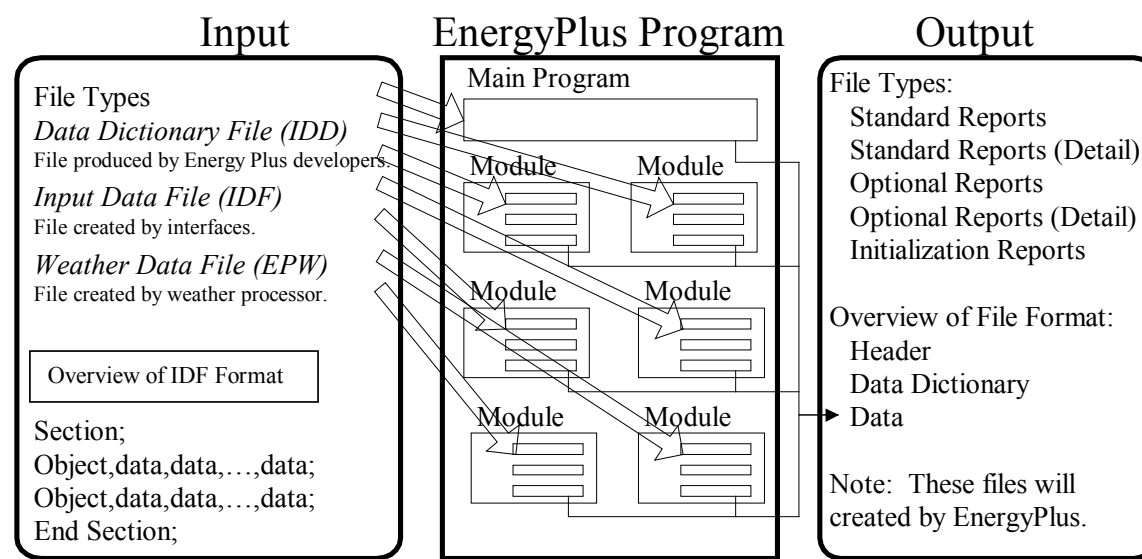 Input
File Types
Data Dictionary File (IDD)
File produced by Energy Plus developers.
Input Data File (IDF)
File created by interfaces.
Weather Data File (EPW)
File created by weather processor.
Overview of IDF Format
Section;
Object,data,data,…,data;
Object,data,data,…,data;
End Section;
EnergyPlus Program
Main Program
Module
Module
Module
Module
Module
Module
Output
File Types:
Standard Reports
Standard Reports (Detail)
Optional Reports
Optional Reports (Detail)
Initialization Reports
Overview of File Format:
Header
Data Dictionary
Data
Note: These files will
created by EnergyPlus.